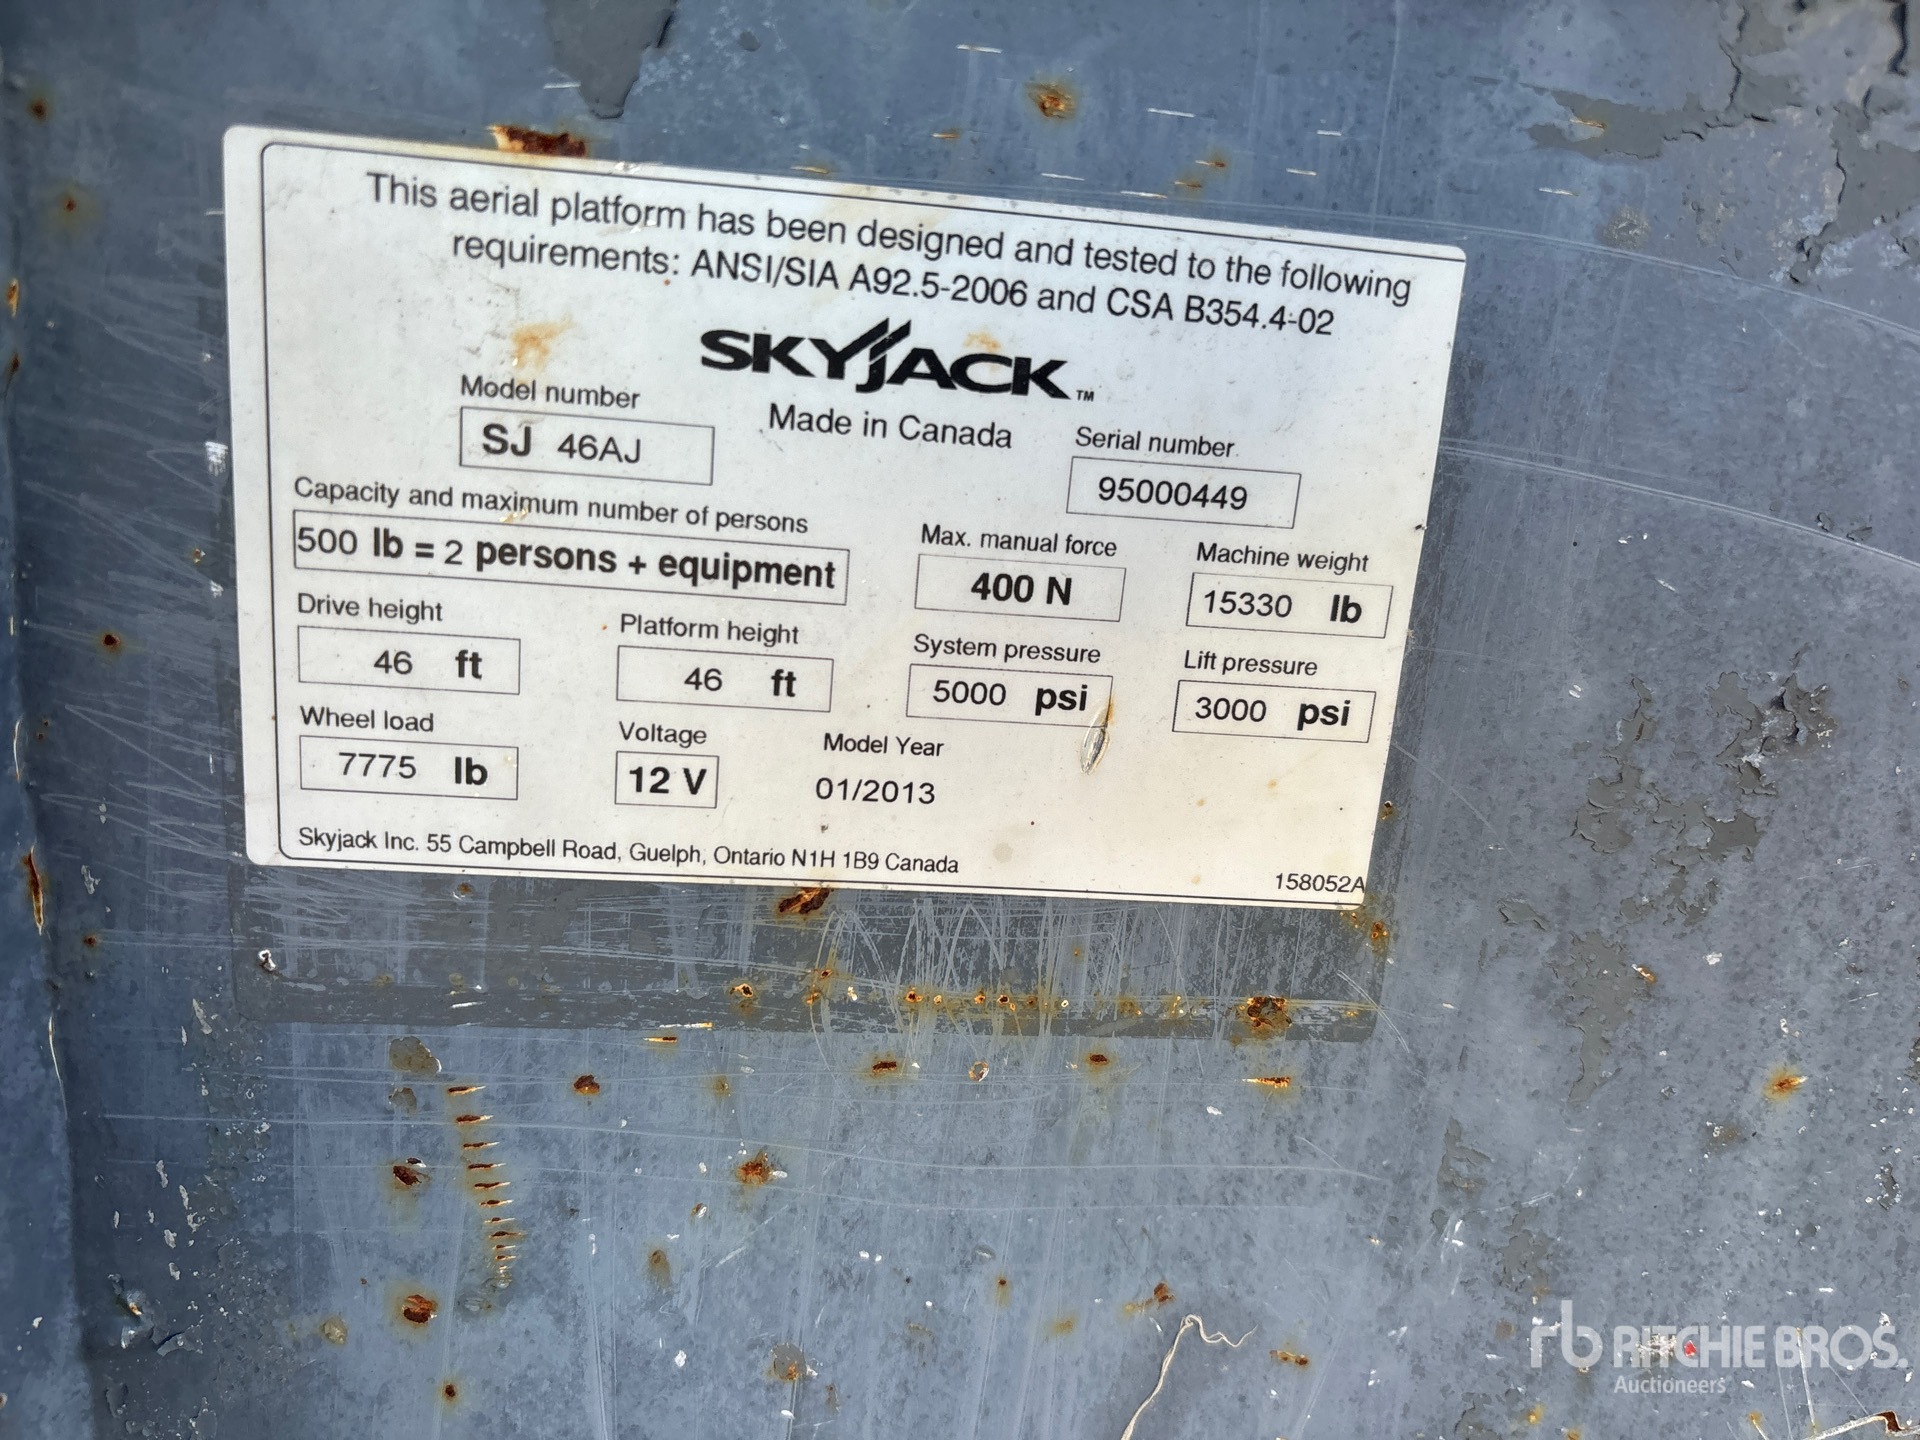 This aerial platform has been designed and tested to the following
requirements: ANSI/SIA A92.5-2006 and CSA B354.4-02
SKYJACK™
Made in Canada
Model number
SJ 46AJ
Serial number
95000449
Capacity and maximum number of persons
500 lb = 2 persons + equipment
Max. manual force
400 N
Machine weight
15330 lb
Drive height
46 ft
Platform height
46 ft
System pressure
5000 psi
Lift pressure
3000 psi
Wheel load
7775 lb
Voltage
12 V
Model Year
01/2013
Skyjack Inc. 55 Campbell Road, Guelph, Ontario N1H 1B9 Canada
158052A
rb RITCHIE BROS.
Auctioneers